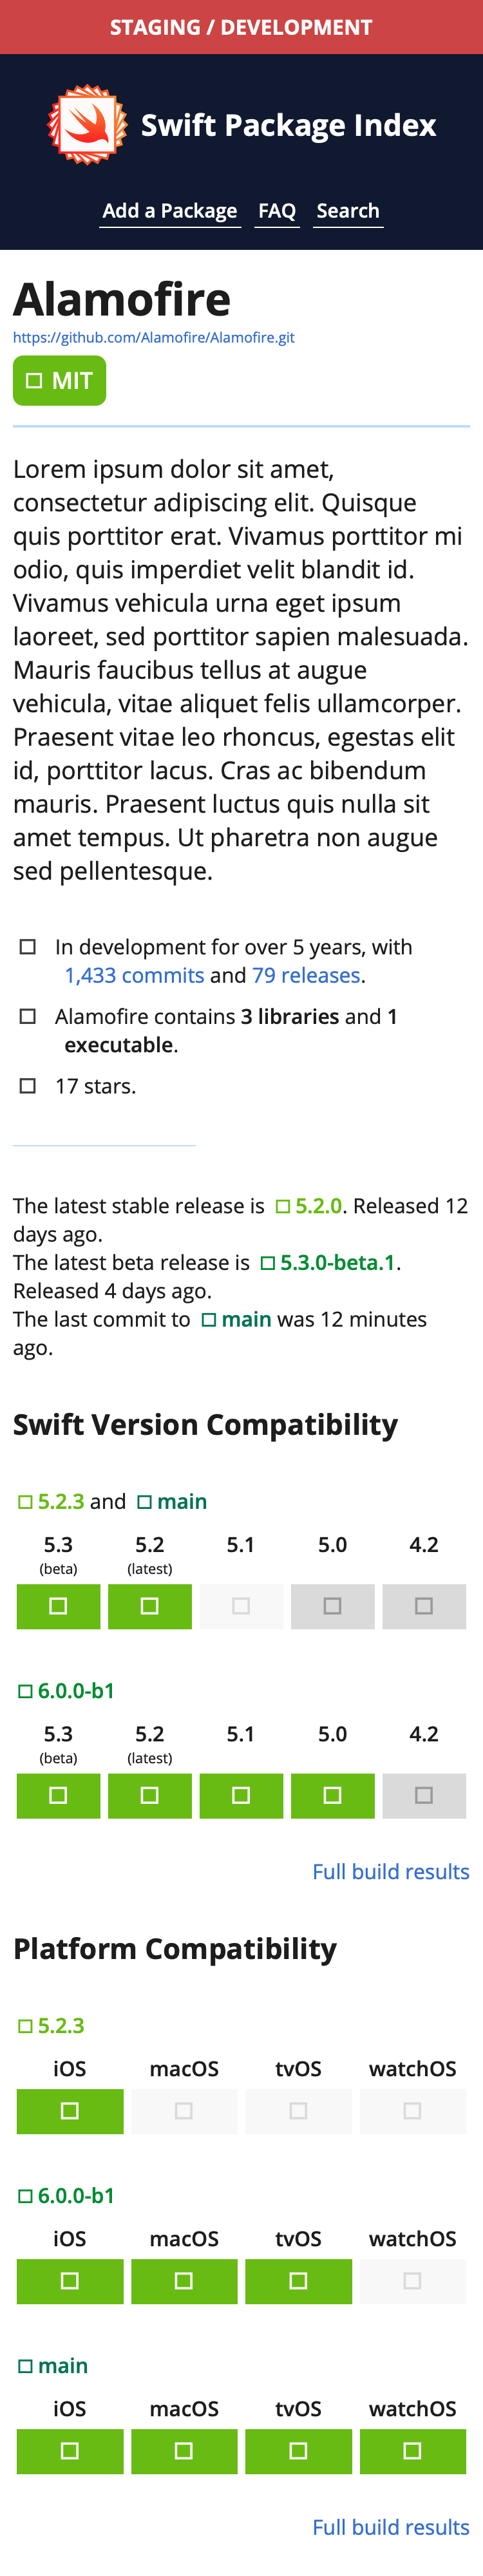 STAGING / DEVELOPMENT
Swift Package Index
Add a Package FAQ Search
Alamofire
https://github.com/Alamofire/Alamofire.git
MIT
Lorem ipsum dolor sit amet,
consectetur adipiscing elit. Quisque
quis porttitor erat. Vivamus porttitor mi
odio, quis imperdiet velit blandit id.
Vivamus vehicula urna eget ipsum
laoreet, sed porttitor sapien malesuada.
Mauris faucibus tellus at augue
vehicula, vitae aliquet felis ullamcorper.
Praesent vitae leo rhoncus, egestas elit
id, porttitor lacus. Cras ac bibendum
mauris. Praesent luctus quis nulla sit
amet tempus. Ut pharetra non augue
sed pellentesque.
In development for over 5 years, with
1,433 commits and 79 releases.
Alamofire contains 3 libraries and 1
executable.
17 stars.
The latest stable release is 5.2.0. Released 12
days ago.
The latest beta release is 5.3.0-beta.1.
Released 4 days ago.
The last commit to main was 12 minutes
ago.
Swift Version Compatibility
5.2.3 and main
5.3 5.2 5.1 5.0 4.2
(beta) (latest)
6.0.0-b1
5.3 5.2 5.1 5.0 4.2
(beta) (latest)
Full build results
Platform Compatibility
5.2.3
iOS macOS tvOS watchOS
6.0.0-b1
iOS macOS tvOS watchOS
main
iOS macOS tvOS watchOS
Full build results